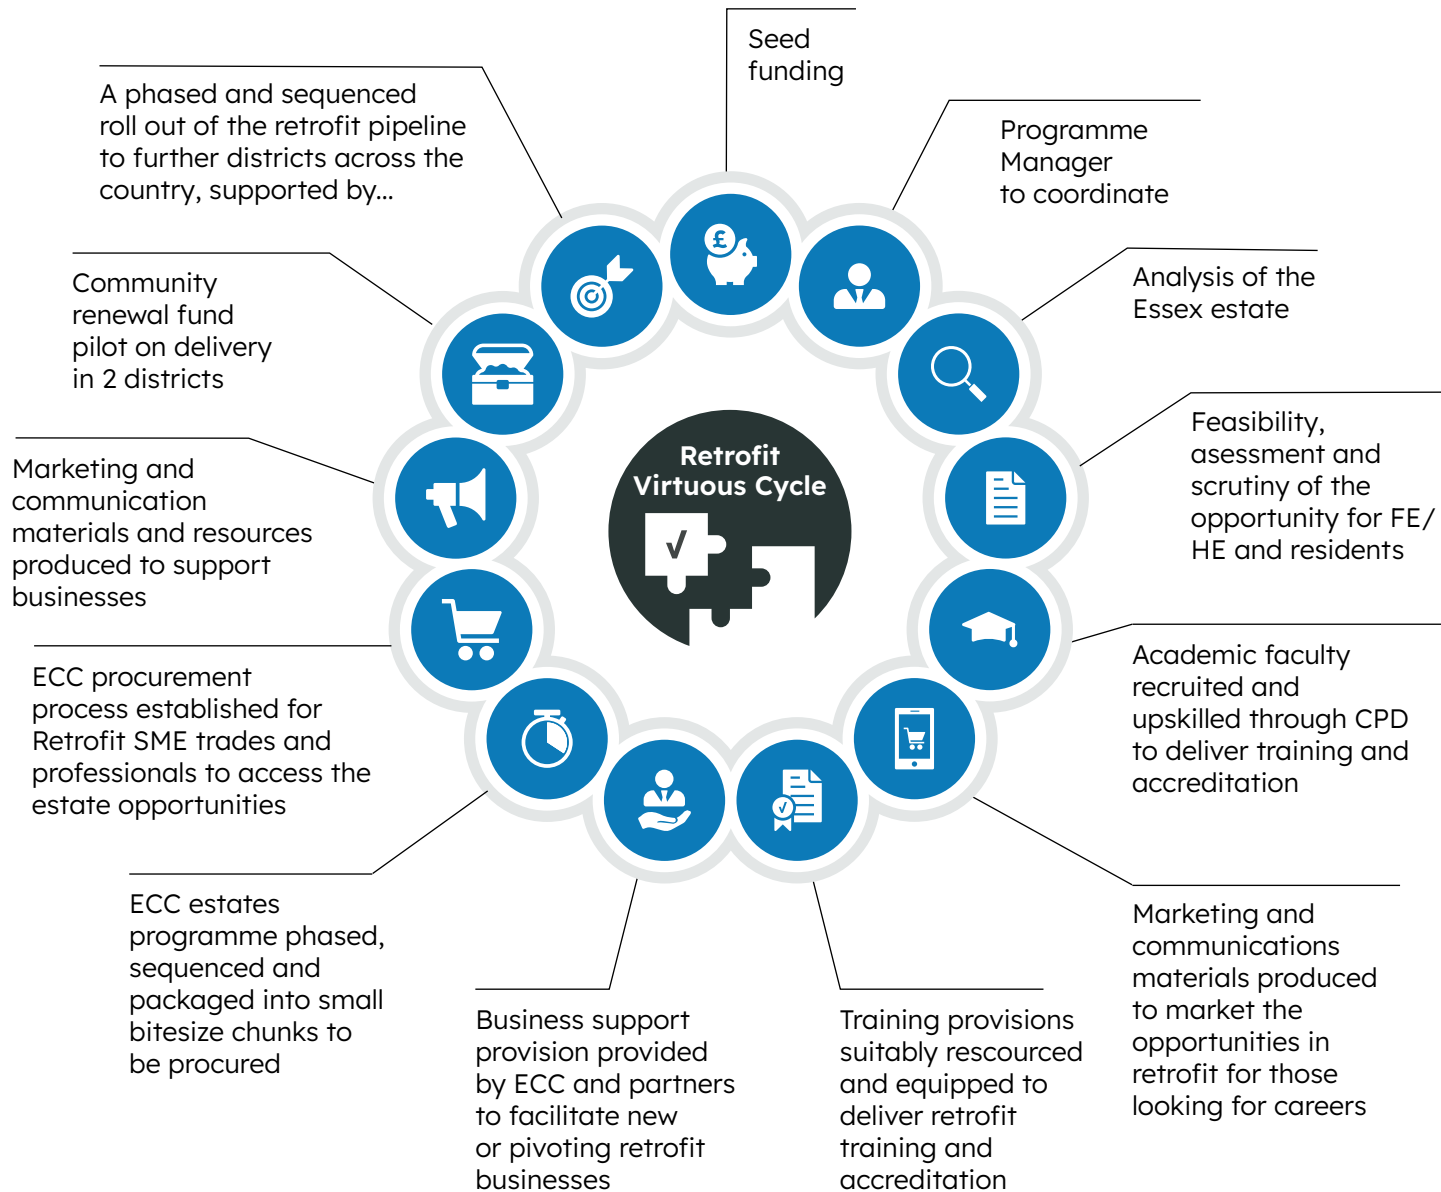 Seed
funding
Programme
Manager
to coordinate
Analysis of the
Essex estate
Feasibility,
asessment and
scrutiny of the
opportunity for FE/
HE and residents
Academic faculty
recruited and
upskilled through CPD
to deliver training and
accreditation
Marketing and
communications
materials produced
to market the
opportunities in
retrofit for those
looking for careers
Training provisions
suitably rescourced
and equipped to
deliver retrofit
training and
accreditation
Business support
provision provided
by ECC and partners
to facilitate new
or pivoting retrofit
businesses
ECC estates
programme phased,
sequenced and
packaged into small
bitesize chunks to
be procured
ECC procurement
process established for
Retrofit SME trades and
professionals to access the
estate opportunities
Marketing and
communication
materials and resources
produced to support
businesses
Community
renewal fund
pilot on delivery
in 2 districts
A phased and sequenced
roll out of the retrofit pipeline
to further districts across the
country, supported by...
Retrofit
Virtuous Cycle
£
√
√